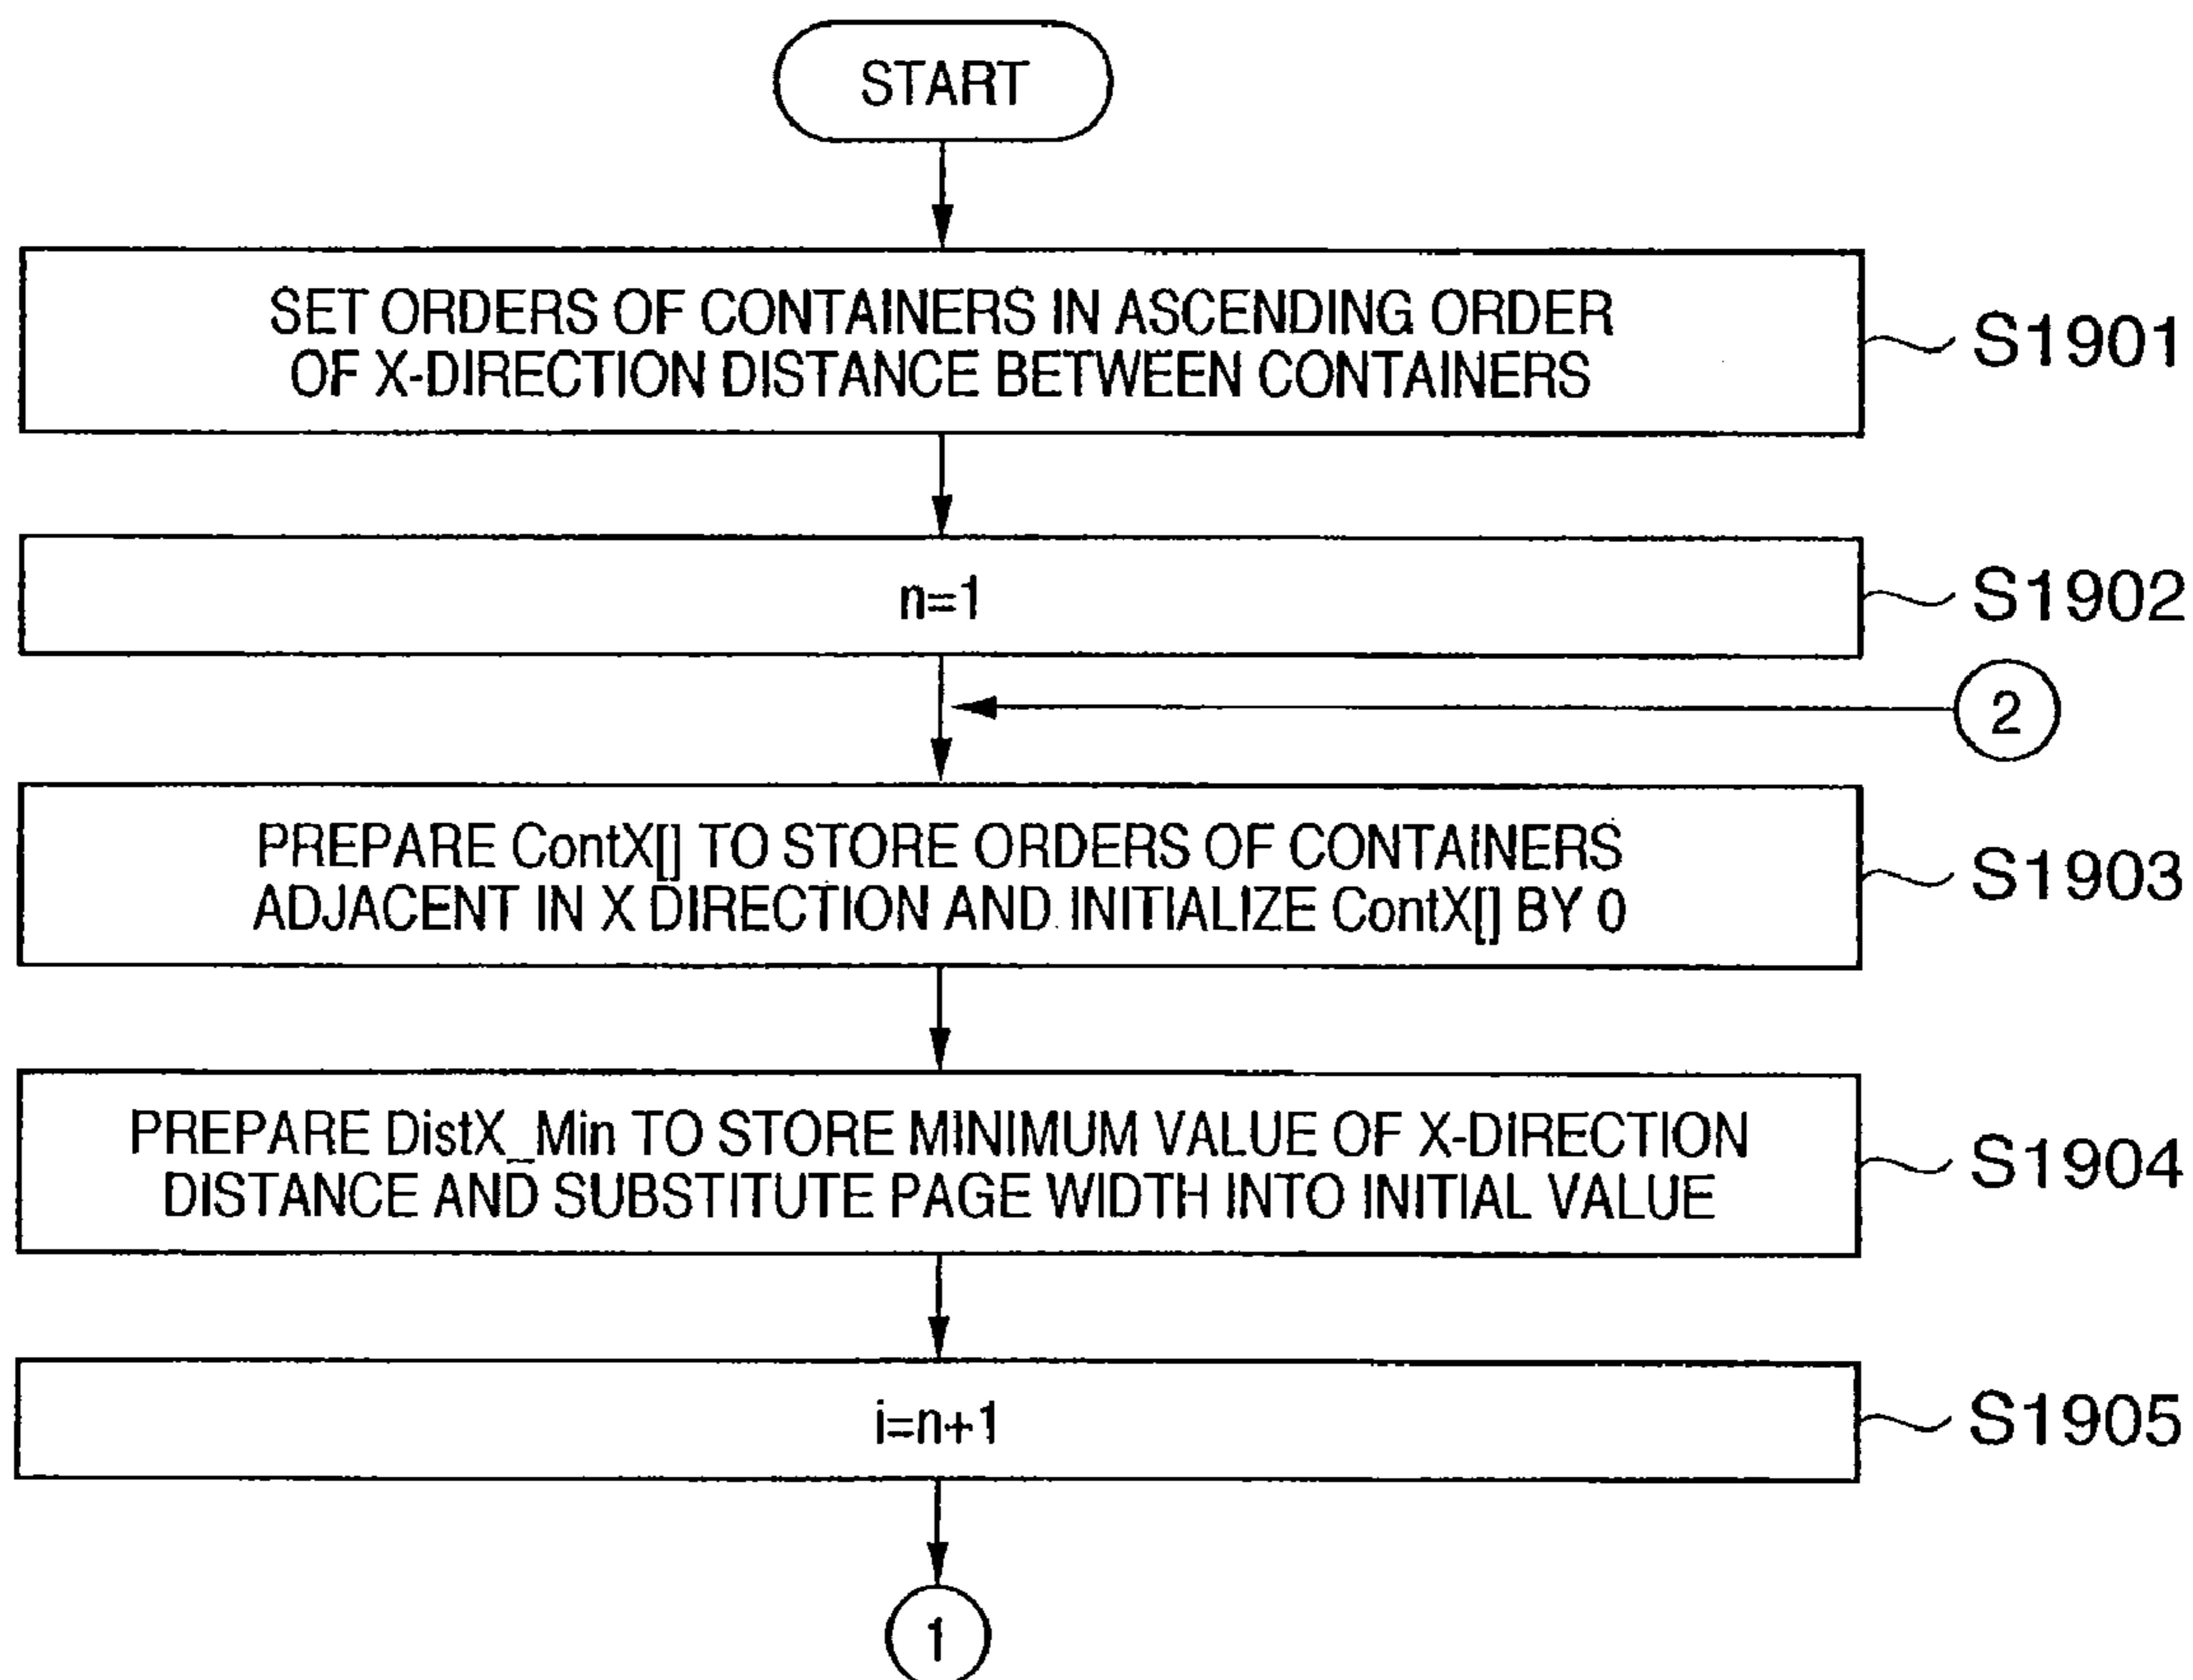 START
SET ORDERS OF CONTAINERS IN ASCENDING ORDER
OF X-DIRECTION DISTANCE BETWEEN CONTAINERS
S1901
n=1
S1902
2
PREPARE ContX[] TO STORE ORDERS OF CONTAINERS
ADJACENT IN X DIRECTION AND INITIALIZE ContX[] BY 0
S1903
PREPARE DistX_Min TO STORE MINIMUM VALUE OF X-DIRECTION
DISTANCE AND SUBSTITUTE PAGE WIDTH INTO INITIAL VALUE
S1904
i=n+1
S1905
1